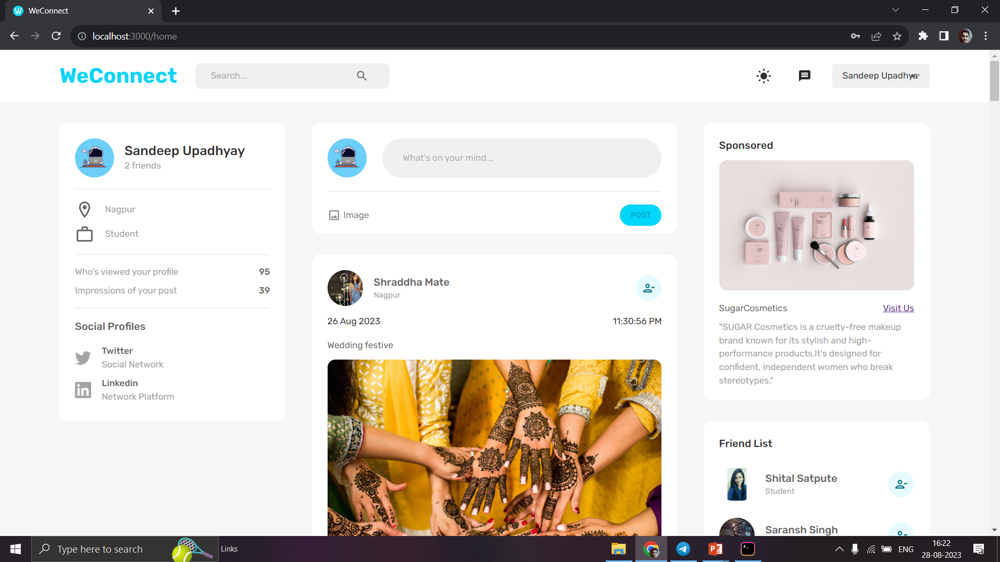 WeConnect
localhost:3000/home
WeConnect
Search...
Sandeep Upadhyay
Sandeep Upadhyay
2 friends
Nagpur
Student
Who's viewed your profile 95
Impressions of your post 39
Social Profiles
Twitter
Social Network
Linkedin
Network Platform
What's on your mind...
Image
POST
Shraddha Mate
Nagpur
26 Aug 2023 11:30:56 PM
Wedding festive
Sponsored
SugarCosmetics Visit Us
"SUGAR Cosmetics is a cruelty-free makeup
brand known for its stylish and high-
performance products.It's designed for
confident, independent women who break
stereotypes."
Friend List
Shital Satpute
Student
Saransh Singh
Type here to search
Links
ENG
16:22
28-08-2023